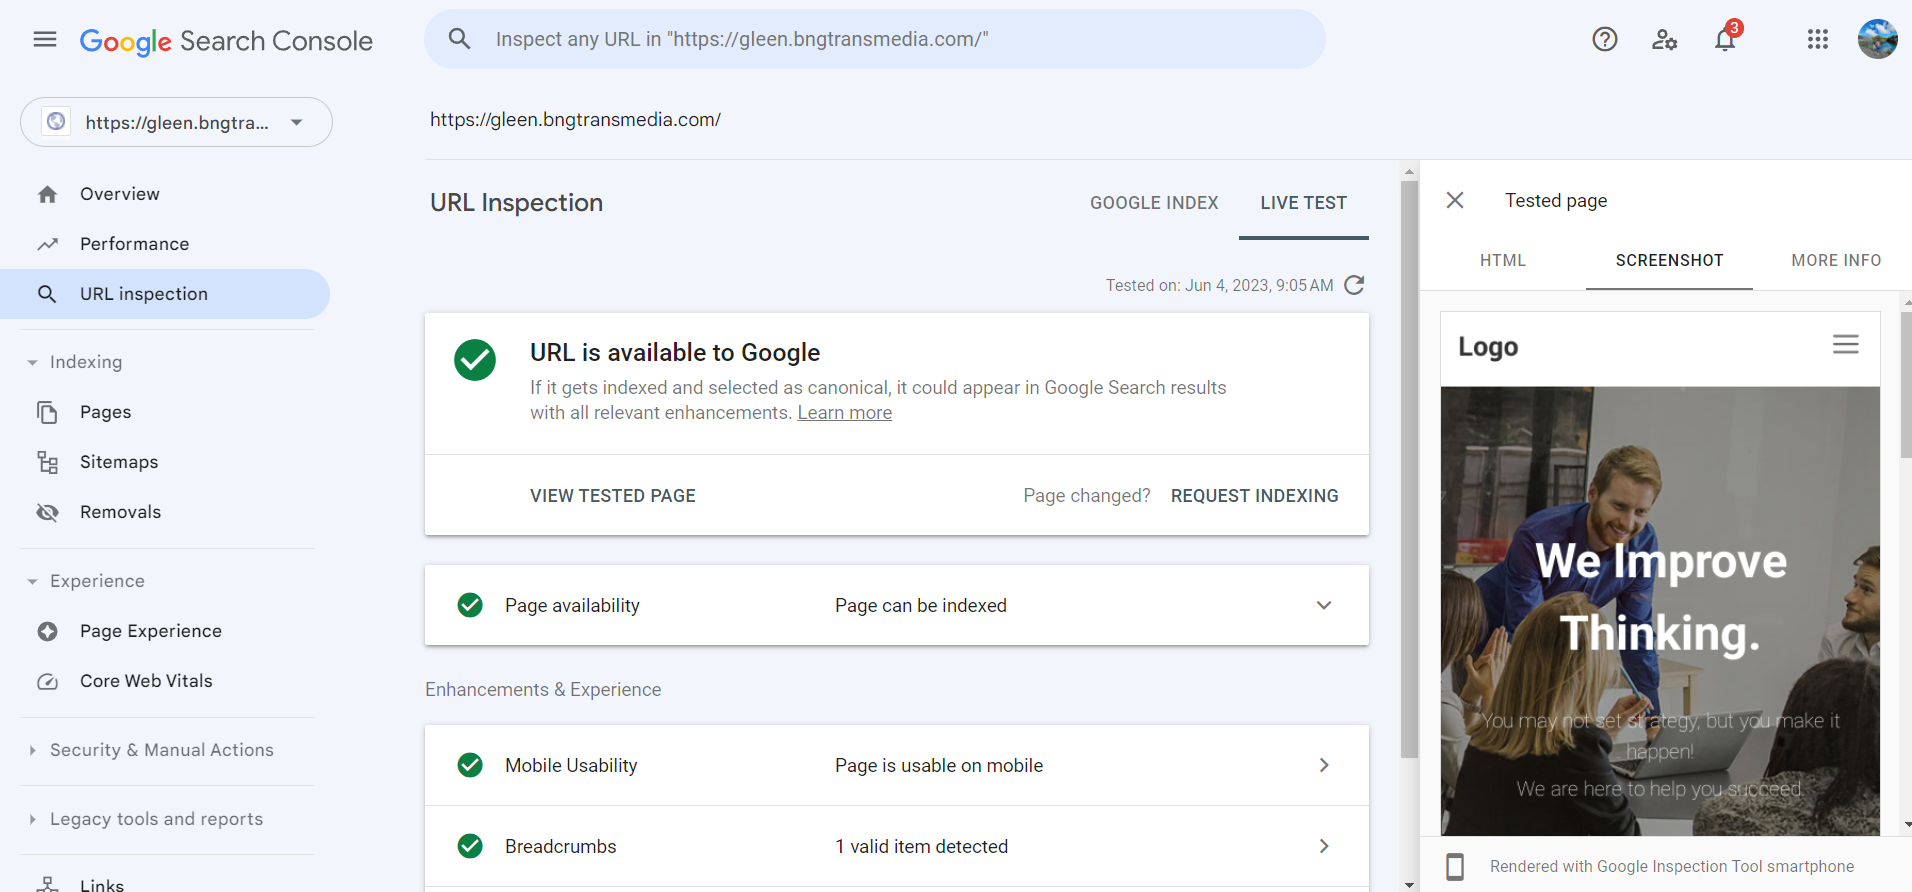 Google Search Console
Inspect any URL in "https://gleen.bngtransmedia.com/"
3
https://gleen.bngtra...
https://gleen.bngtransmedia.com/
Overview
Performance
URL inspection
Indexing
Pages
Sitemaps
Removals
Experience
Page Experience
Core Web Vitals
Security & Manual Actions
Legacy tools and reports
Links
URL Inspection
GOOGLE INDEX
LIVE TEST
Tested on: Jun 4, 2023, 9:05 AM
URL is available to Google
If it gets indexed and selected as canonical, it could appear in Google Search results
with all relevant enhancements. Learn more
VIEW TESTED PAGE
Page changed?
REQUEST INDEXING
Page availability
Page can be indexed
Enhancements & Experience
Mobile Usability
Page is usable on mobile
Breadcrumbs
1 valid item detected
Tested page
HTML
SCREENSHOT
MORE INFO
Logo
We Improve
Thinking.
You may not set strategy, but you make it
happen!
We are here to help you succeed.
Rendered with Google Inspection Tool smartphone